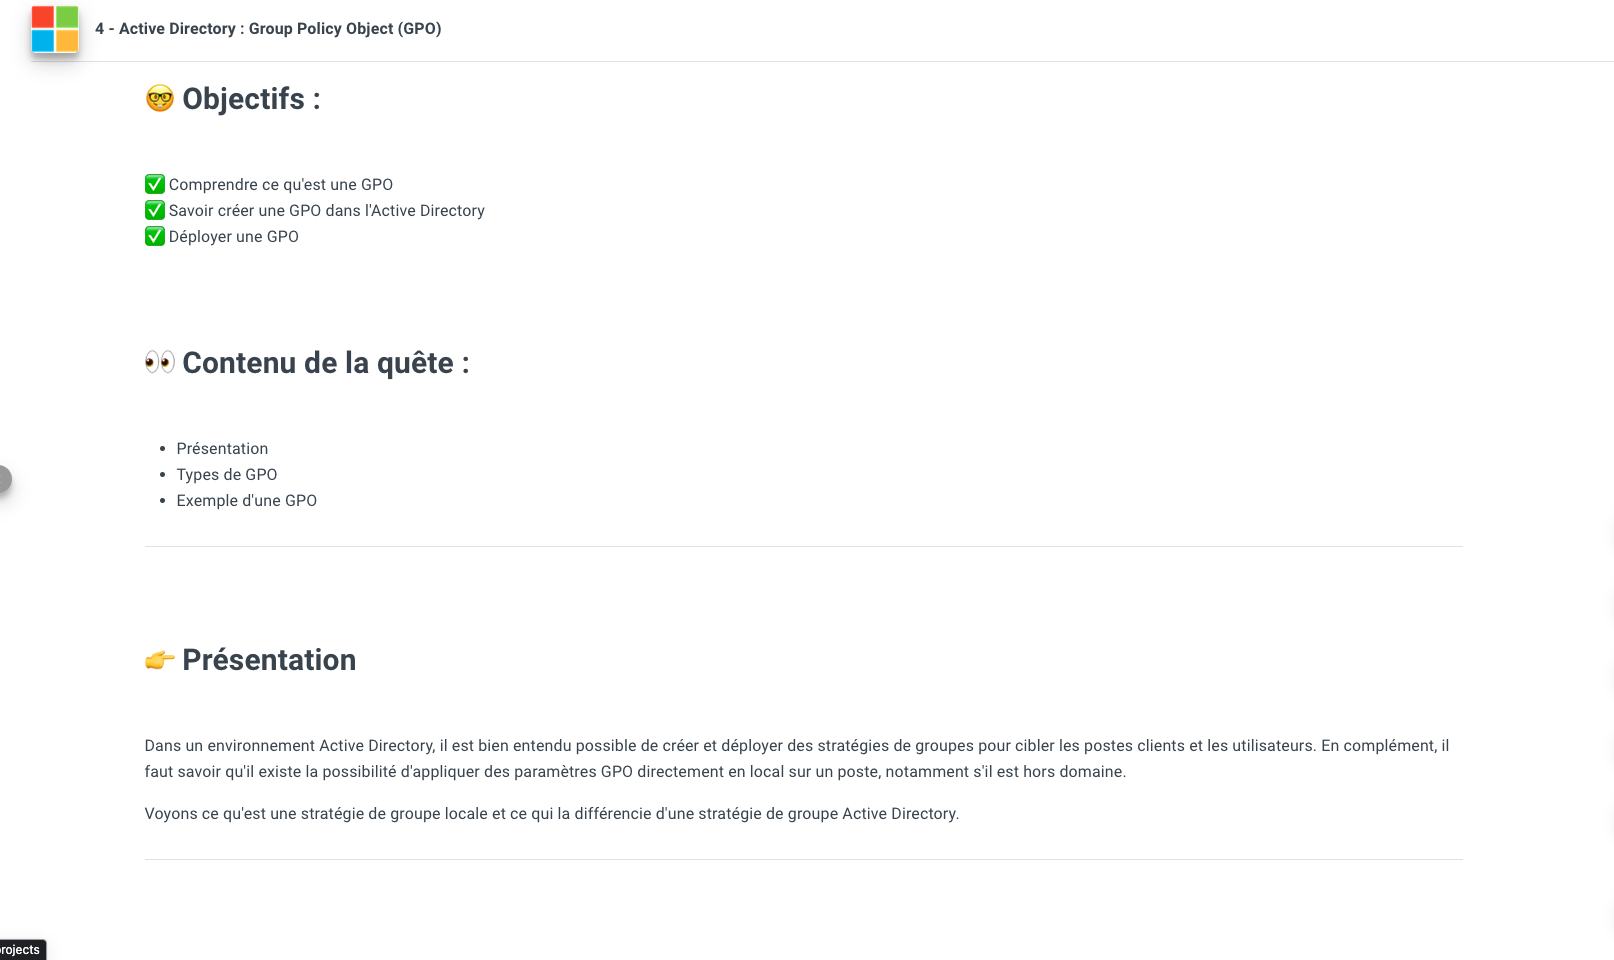 4 - Active Directory : Group Policy Object (GPO)
🤓 Objectifs :
✅ Comprendre ce qu'est une GPO
✅ Savoir créer une GPO dans l'Active Directory
✅ Déployer une GPO
👀 Contenu de la quête :
• Présentation
• Types de GPO
• Exemple d'une GPO
👉 Présentation
Dans un environnement Active Directory, il est bien entendu possible de créer et déployer des stratégies de groupes pour cibler les postes clients et les utilisateurs. En complément, il
faut savoir qu'il existe la possibilité d'appliquer des paramètres GPO directement en local sur un poste, notamment s'il est hors domaine.
Voyons ce qu'est une stratégie de groupe locale et ce qui la différencie d'une stratégie de groupe Active Directory.
rojects